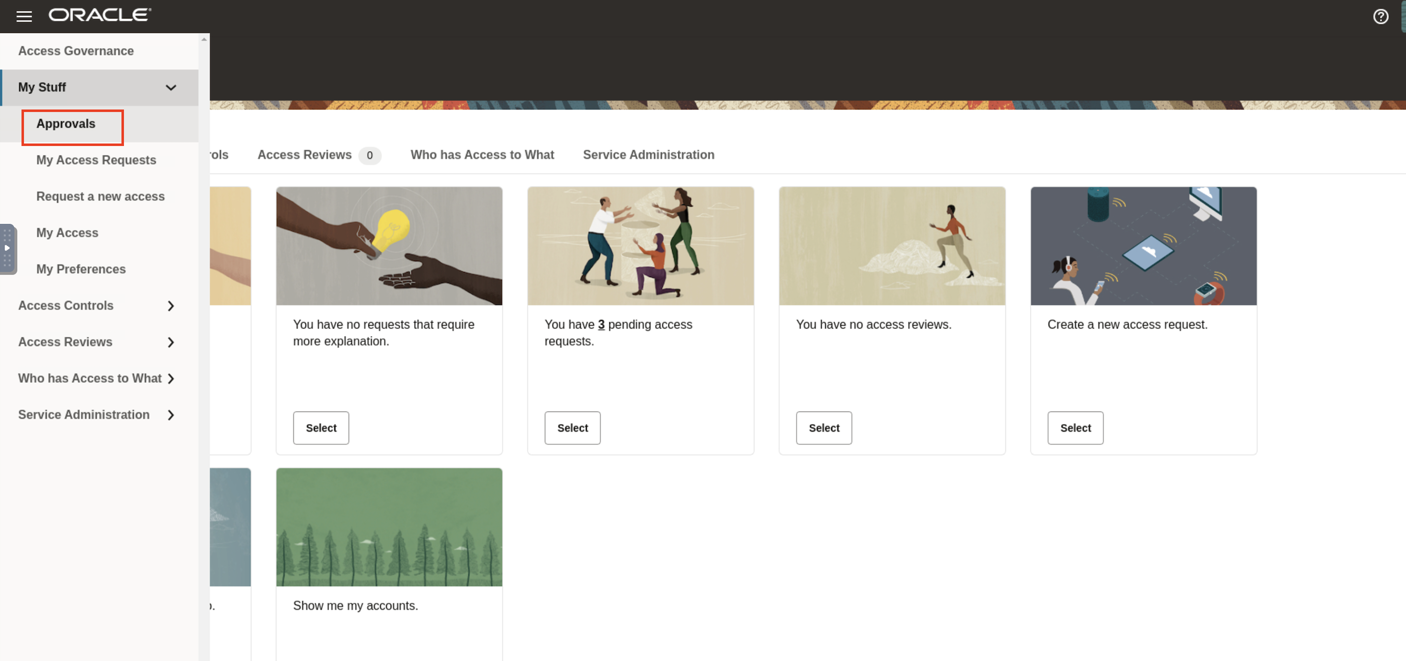 ORACLE
Access Governance
My Stuff
Approvals
My Access Requests
Request a new access
My Access
My Preferences
Access Controls
Access Reviews
Who has Access to What
Service Administration
Access Reviews 0 Who has Access to What Service Administration
You have no requests that require
more explanation.
Select
You have 3 pending access
requests.
Select
You have no access reviews.
Select
Create a new access request.
Select
Show me my accounts.